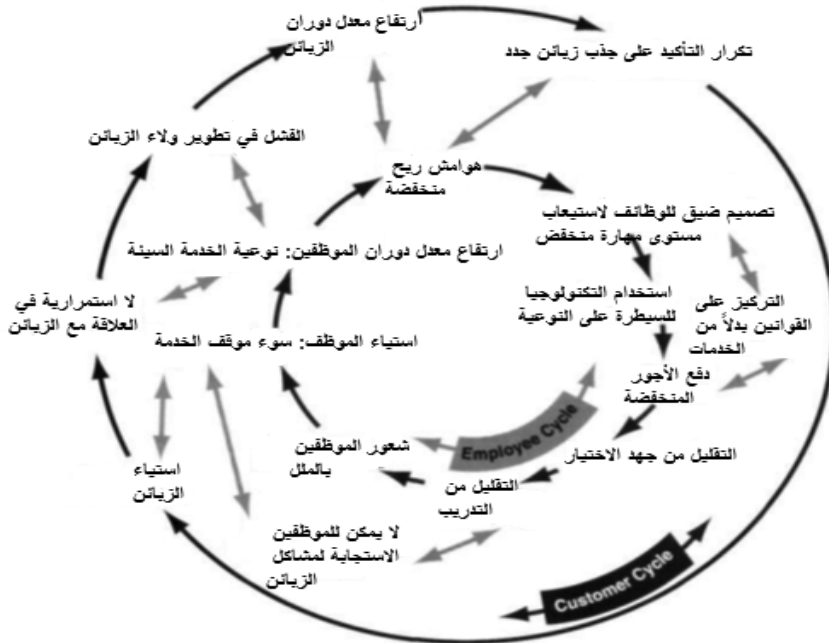 أرتفاع معدل دوران
الزبائن
تكرار التأكيد على جذب زبائن جدد
الفشل في تطوير ولاء الزبائن
هوامش ربح
منخفضة
تصميم ضيق للوظائف لاستيعاب
مستوى مهارة منخفض
ارتفاع معدل دوران الموظفين: نوعية الخدمة السيئة
استخدام التكنولوجيا
للسيطرة على النوعية
التركيز على
القوانين بدلاً من
الخدمات
لا استمرارية في
العلاقة مع الزبائن
استياء الموظف: سوء موقف الخدمة
دفع الأجور
المنخفضة
Employee Cycle
شعور الموظفين
بالملل
التقليل من جهد الاختيار
استياء
الزبائن
التقليل من
التدريب
لا يمكن للموظفين
الاستجابة لمشاكل
الزبائن
Customer Cycle